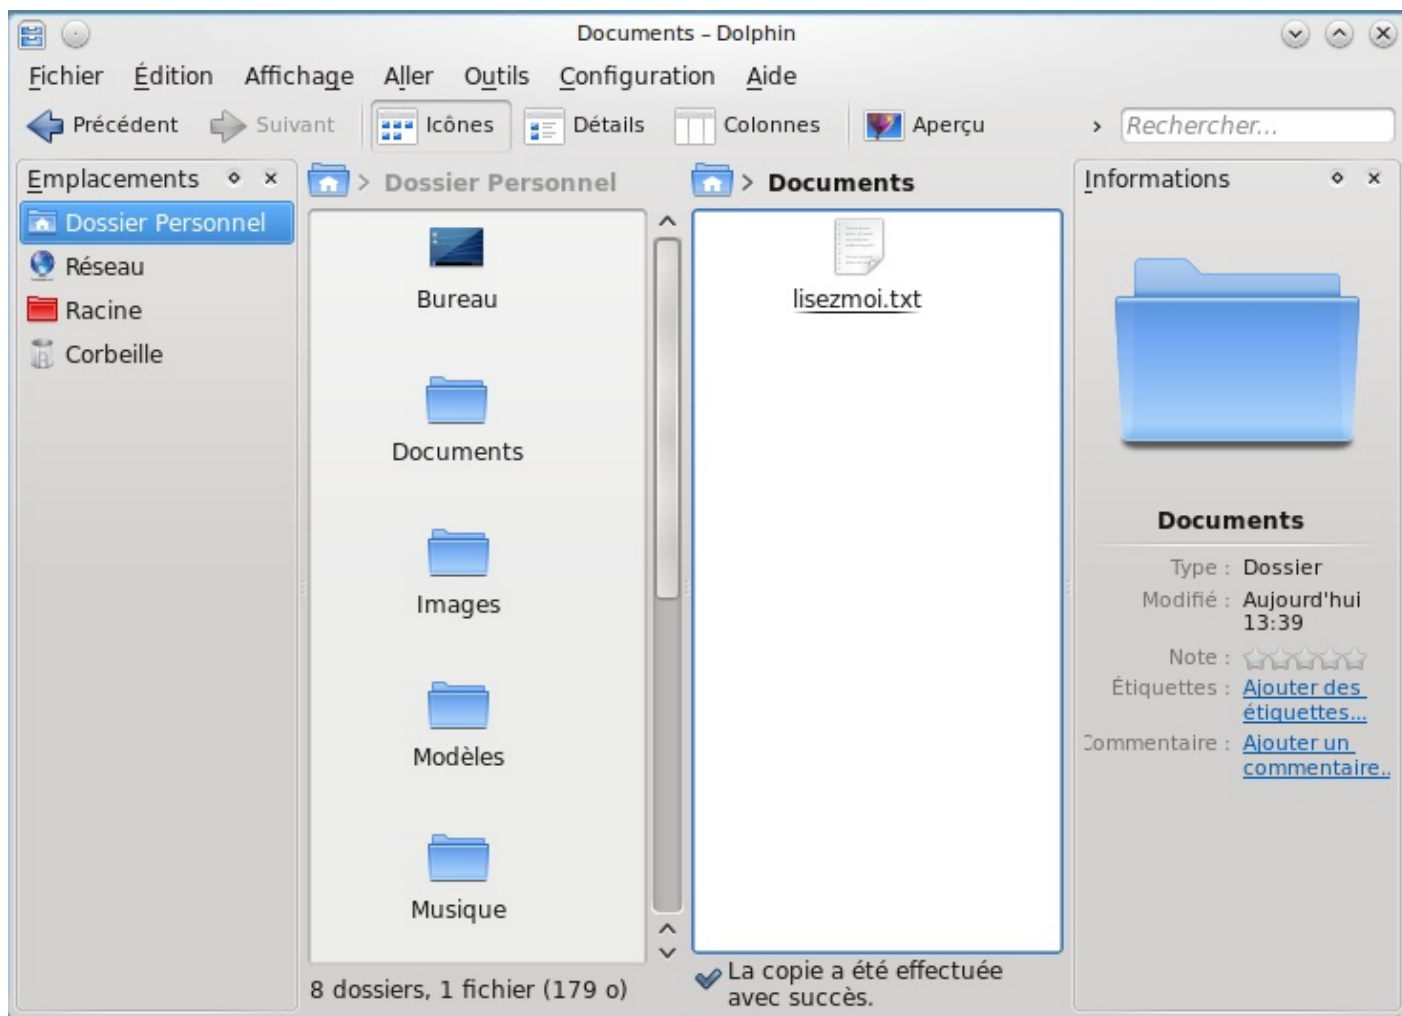 Documents – Dolphin
Fichier Édition Affichage Aller Outils Configuration Aide
Précédent Suivant Icônes Détails Colonnes Aperçu › Rechercher...
Emplacements
Dossier Personnel
Réseau
Racine
Corbeille
> Dossier Personnel
Bureau
Documents
Images
Modèles
Musique
8 dossiers, 1 fichier (179 o)
> Documents
lisezmoi.txt
La copie a été effectuée
avec succès.
Informations
Documents
Type : Dossier
Modifié : Aujourd'hui
13:39
Note :
Étiquettes : Ajouter des
étiquettes...
Commentaire : Ajouter un
commentaire..